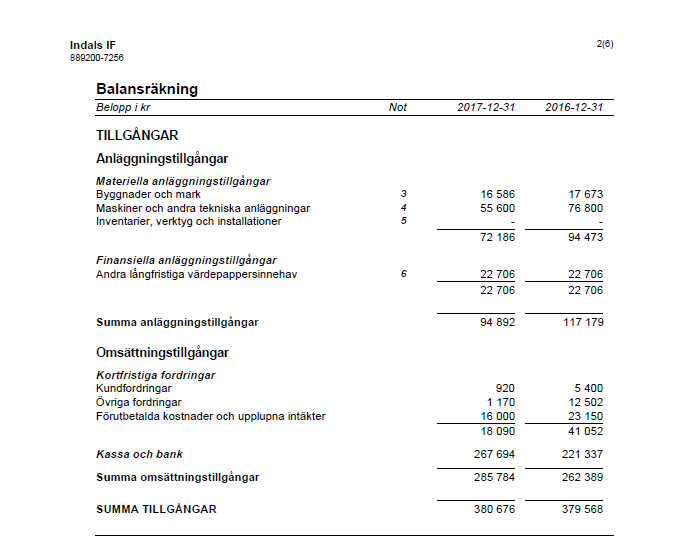 Indals IF 2(6)
889200-7256
Balansräkning
Belopp i kr Not 2017-12-31 2016-12-31
TILLGÅNGAR
Anläggningstillgångar
Materiella anläggningstillgångar
Byggnader och mark 3 16 586 17 673
Maskiner och andra tekniska anläggningar 4 55 600 76 800
Inventarier, verktyg och installationer 5 - -
72 186 94 473
Finansiella anläggningstillgångar
Andra långfristiga värdepappersinnehav 6 22 706 22 706
22 706 22 706
Summa anläggningstillgångar 94 892 117 179
Omsättningstillgångar
Kortfristiga fordringar
Kundfordringar 920 5 400
Övriga fordringar 1 170 12 502
Förutbetalda kostnader och upplupna intäkter 16 000 23 150
18 090 41 052
Kassa och bank 267 694 221 337
Summa omsättningstillgångar 285 784 262 389
SUMMA TILLGÅNGAR 380 676 379 568